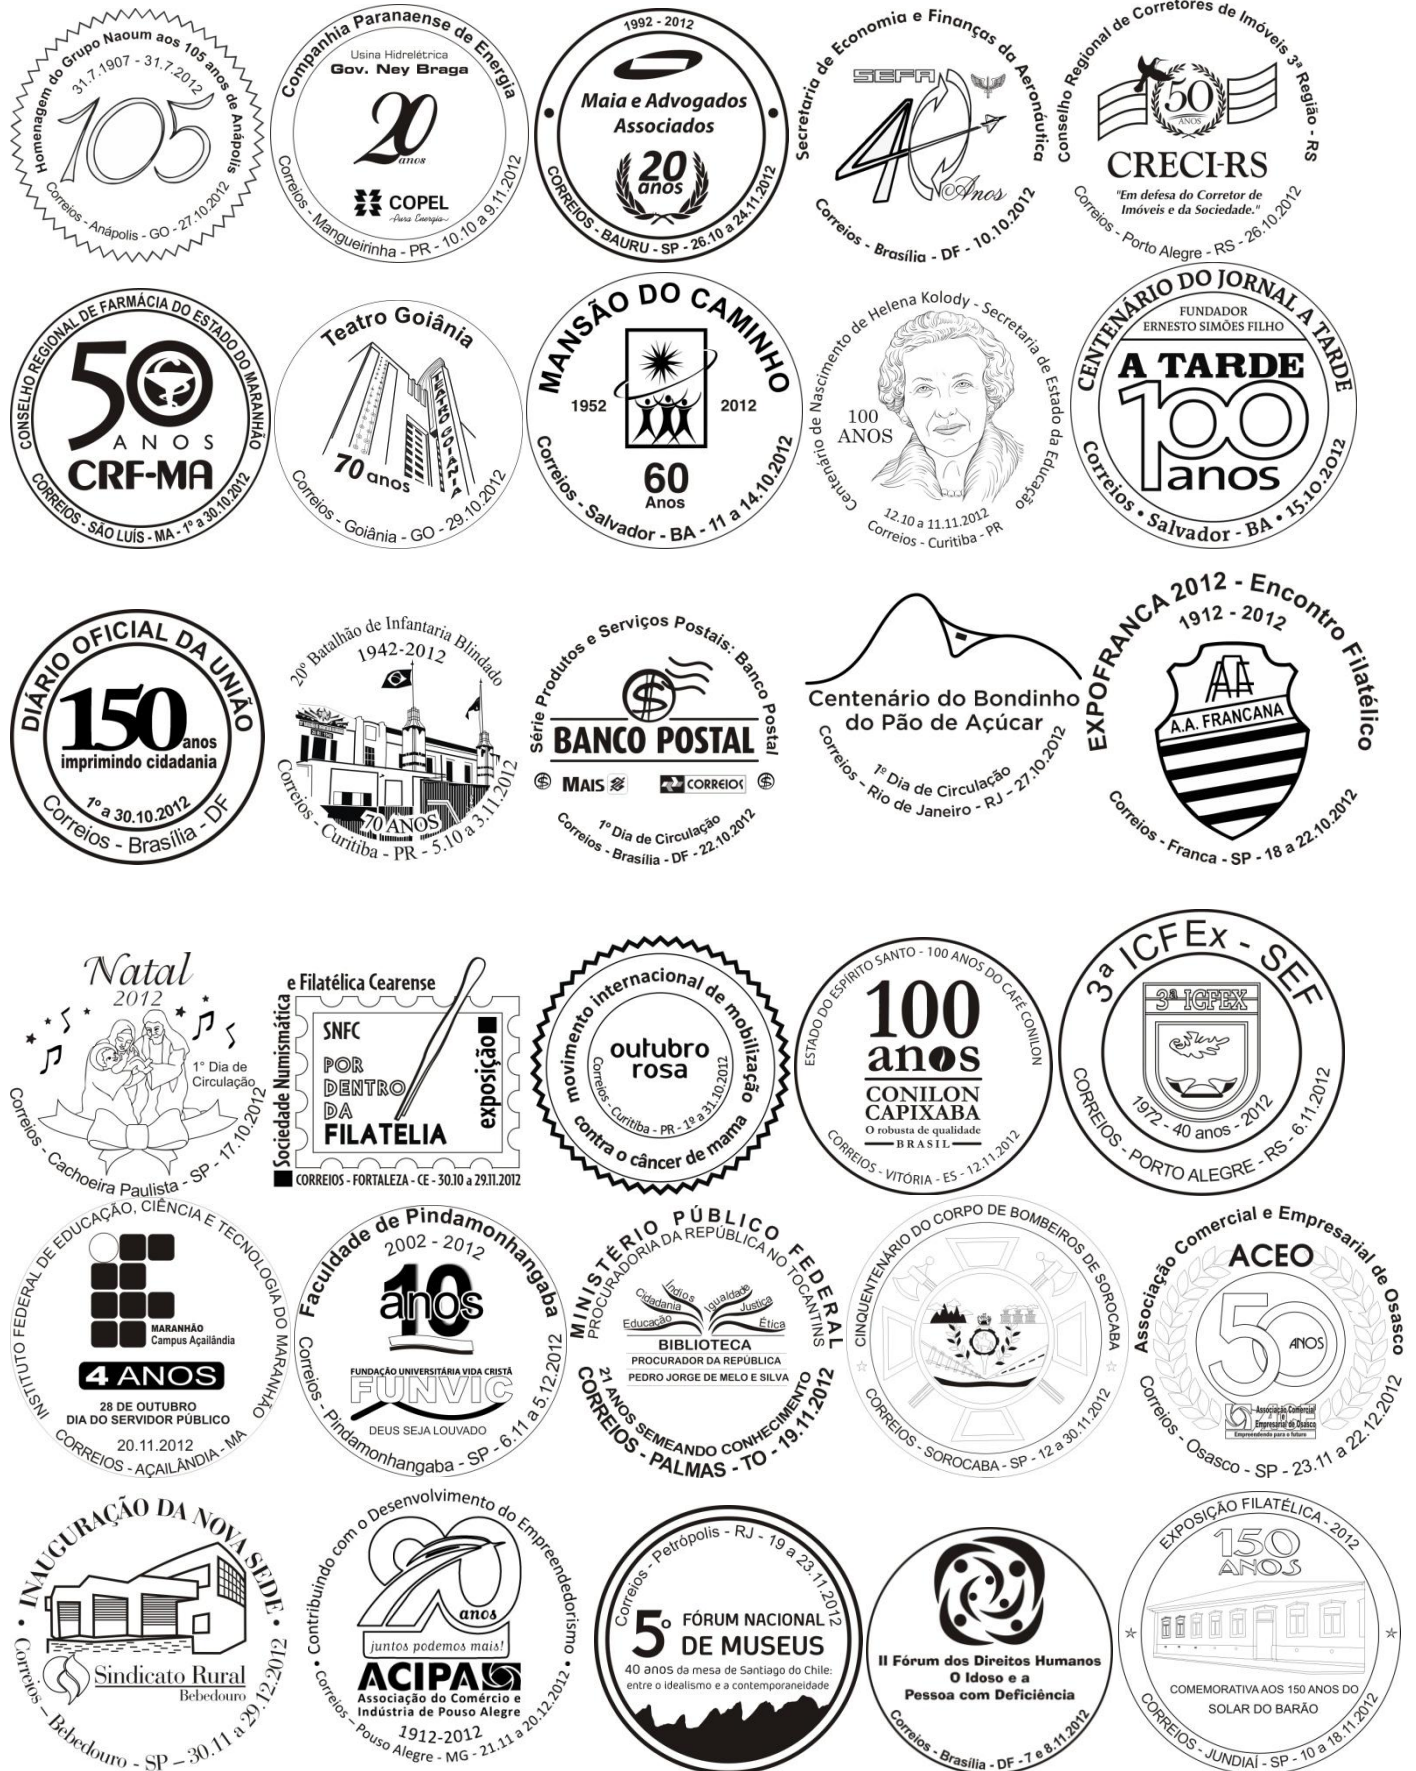 Homenagem do Grupo Naoum aos 105 anos de Anápolis
31.7.1907 - 31.7.2012
105
Correios - Anápolis - GO - 27.10.2012
Companhia Paranaense de Energia
Usina Hidrelétrica
Gov. Ney Braga
20
anos
COPEL
Pura Energia
Correios - Mangueirinha - PR - 10.10 a 9.11.2012
1992 - 2012
Maia e Advogados
Associados
20
anos
CORREIOS - BAURU - SP - 26.10 a 24.11.2012
Secretaria de Economia e Finanças da Aeronáutica
SEFA
40
Anos
Correios - Brasília - DF - 10.10.2012
Conselho Regional de Corretores de Imóveis 3ª Região - RS
50
ANOS
CRECI-RS
"Em defesa do Corretor de
Imóveis e da Sociedade."
Correios - Porto Alegre - RS - 26.10.2012
CONSELHO REGIONAL DE FARMÁCIA DO ESTADO DO MARANHÃO
50
ANOS
CRF-MA
CORREIOS - SÃO LUÍS - MA - 1º a 30.10.2012
Teatro Goiânia
TEATRO GOIANIA
70 anos
Correios - Goiânia - GO - 29.10.2012
MANSÃO DO CAMINHO
1952 2012
60
Anos
Correios - Salvador - BA - 11 a 14.10.2012
Centenário de Nascimento de Helena Kolody - Secretaria de Estado da Educação
100
ANOS
12.10 a 11.11.2012
Correios - Curitiba - PR
CENTENÁRIO DO JORNAL A TARDE
FUNDADOR
ERNESTO SIMÕES FILHO
A TARDE
100
anos
Correios • Salvador - BA • 15.10.2012
DIÁRIO OFICIAL DA UNIÃO
150
anos
imprimindo cidadania
1º a 30.10.2012
Correios - Brasília - DF
20º Batalhão de Infantaria Blindado
1942-2012
70 ANOS
Correios - Curitiba - PR - 5.10 a 3.11.2012
Série Produtos e Serviços Postais: Banco Postal
BANCO POSTAL
MAIS
CORREIOS
1º Dia de Circulação
Correios - Brasília - DF - 22.10.2012
Centenário do Bondinho
do Pão de Açúcar
1º Dia de Circulação
Correios - Rio de Janeiro - RJ - 27.10.2012
EXPOFRANCA 2012 - Encontro Filatélico
1912 - 2012
AAF
A.A. FRANCANA
Correios - Franca - SP - 18 a 22.10.2012
Natal
2012
1º Dia de
Circulação
Correios - Cachoeira Paulista - SP - 17.10.2012
Sociedade Numismática
e Filatélica Cearense
SNFC
POR
DENTRO
DA
FILATELIA
exposição
CORREIOS - FORTALEZA - CE - 30.10 a 29.11.2012
movimento internacional de mobilização
contra o câncer de mama
outubro
rosa
Correios - Curitiba - PR - 1º a 31.10.2012
ESTADO DO ESPÍRITO SANTO - 100 ANOS DO CAFÉ CONILON
100
anos
CONILON
CAPIXABA
O robusta de qualidade
BRASIL
CORREIOS - VITÓRIA - ES - 12.11.2012
3ª ICFEx - SEF
3ª ICFEX
1972 - 40 anos - 2012
CORREIOS - PORTO ALEGRE - RS - 6.11.2012
INSTITUTO FEDERAL DE EDUCAÇÃO, CIÊNCIA E TECNOLOGIA DO MARANHÃO
MARANHÃO
Campus Açailândia
4 ANOS
28 DE OUTUBRO
DIA DO SERVIDOR PÚBLICO
20.11.2012
CORREIOS - AÇAILÂNDIA - MA
Faculdade de Pindamonhangaba
2002 - 2012
10
anos
FUNDAÇÃO UNIVERSITÁRIA VIDA CRISTÃ
FUNVIC
DEUS SEJA LOUVADO
Correios - Pindamonhangaba - SP - 6.11 a 5.12.2012
MINISTÉRIO PÚBLICO FEDERAL
PROCURADORIA DA REPÚBLICA NO TOCANTINS
Índios
Igualdade
Cidadania
Justiça
Educação
Ética
BIBLIOTECA
PROCURADOR DA REPÚBLICA
PEDRO JORGE DE MELO E SILVA
21 ANOS SEMEANDO CONHECIMENTO
CORREIOS - PALMAS - TO - 19.11.2012
CINQUENTENÁRIO DO CORPO DE BOMBEIROS DE SOROCABA
CORREIOS - SOROCABA - SP - 12 a 30.11.2012
Associação Comercial e Empresarial de Osasco
ACEO
50
ANOS
Associação Comercial
e
Empresarial de Osasco
Empreendendo para o futuro
Correios - Osasco - SP - 23.11 a 22.12.2012
• INAUGURAÇÃO DA NOVA SEDE •
Sindicato Rural
Bebedouro
Correios – Bebedouro - SP – 30.11 a 29.12.2012
• Contribuindo com o Desenvolvimento do Empreendedorismo •
90
anos
juntos podemos mais!
ACIPA
Associação do Comércio e
Indústria de Pouso Alegre
1912-2012
Correios – Pouso Alegre - MG - 21.11 a 20.12.2012
Correios - Petrópolis - RJ - 19 a 23.11.2012
5º FÓRUM NACIONAL
DE MUSEUS
40 anos da mesa de Santiago do Chile:
entre o idealismo e a contemporaneidade
II Fórum dos Direitos Humanos
O Idoso e a
Pessoa com Deficiência
Correios - Brasília - DF - 7 e 8.11.2012
EXPOSIÇÃO FILATÉLICA - 2012
150
ANOS
COMEMORATIVA AOS 150 ANOS DO
SOLAR DO BARÃO
CORREIOS - JUNDIAÍ - SP - 10 a 18.11.2012